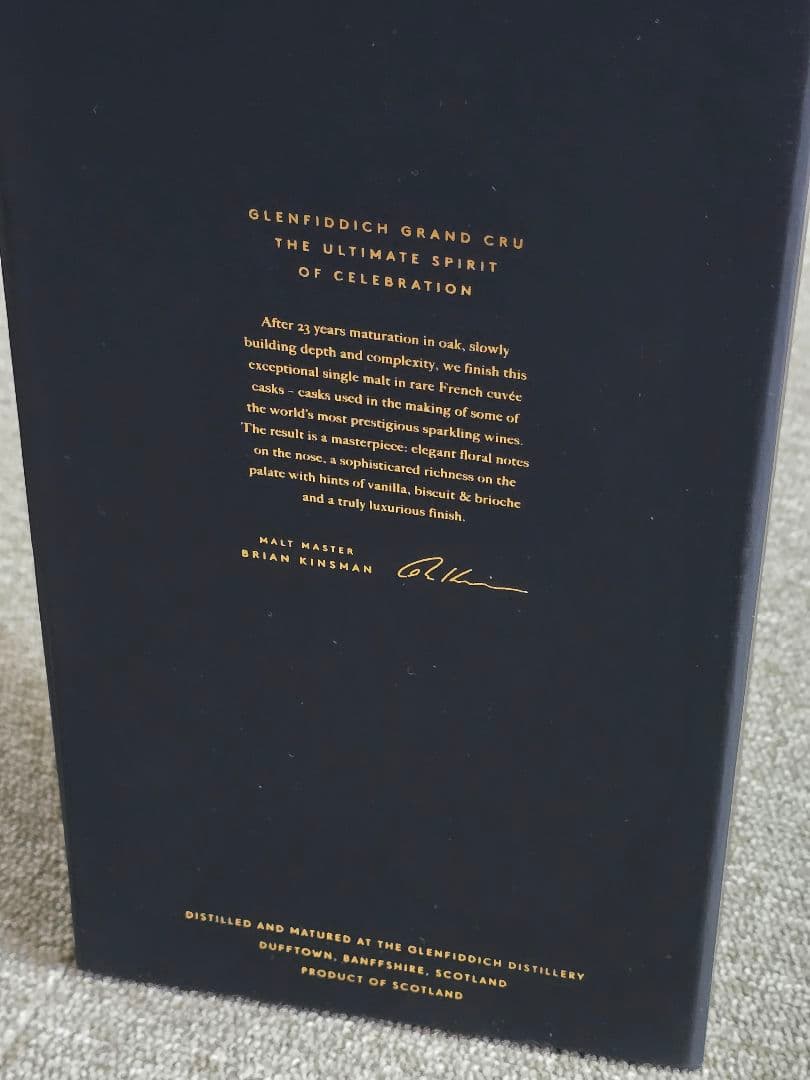 GLENFIDDICH GRAND CRU
THE ULTIMATE SPIRIT
OF CELEBRATION
After 23 years maturation in oak, slowly
building depth and complexity, we finish this
exceptional single malt in rare French cuvée
casks – casks used in the making of some of
the world's most prestigious sparkling wines.
The result is a masterpiece: elegant floral notes
on the nose, a sophisticated richness on the
palate with hints of vanilla, biscuit & brioche
and a truly luxurious finish.
MALT MASTER
BRIAN KINSMAN
DISTILLED AND MATURED AT THE GLENFIDDICH DISTILLERY
DUFFTOWN, BANFFSHIRE, SCOTLAND
PRODUCT OF SCOTLAND